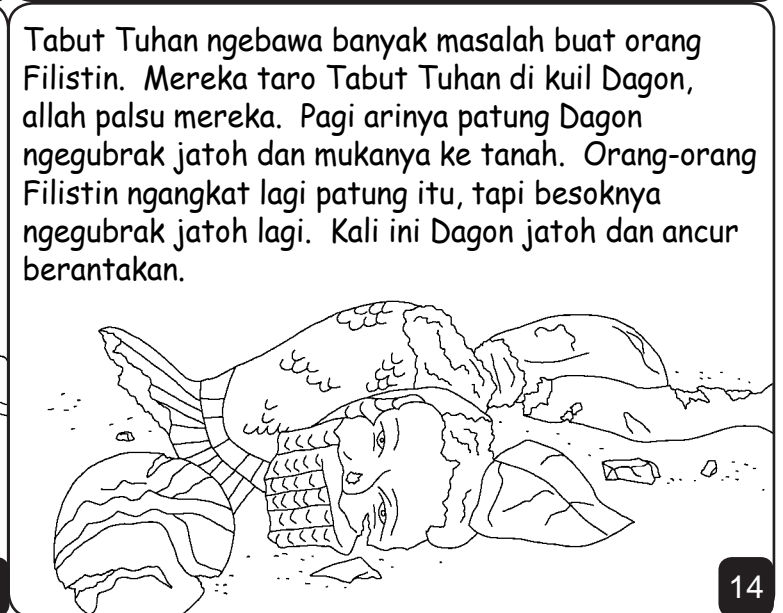 Tabut Tuhan ngebawa banyak masalah buat orang
Filistin. Mereka taro Tabut Tuhan di kuil Dagon,
allah palsu mereka. Pagi arinya patung Dagon
ngegubrak jatoh dan mukanya ke tanah. Orang-orang
Filistin ngangkat lagi patung itu, tapi besoknya
ngegubrak jatoh lagi. Kali ini Dagon jatoh dan ancur
berantakan.
14